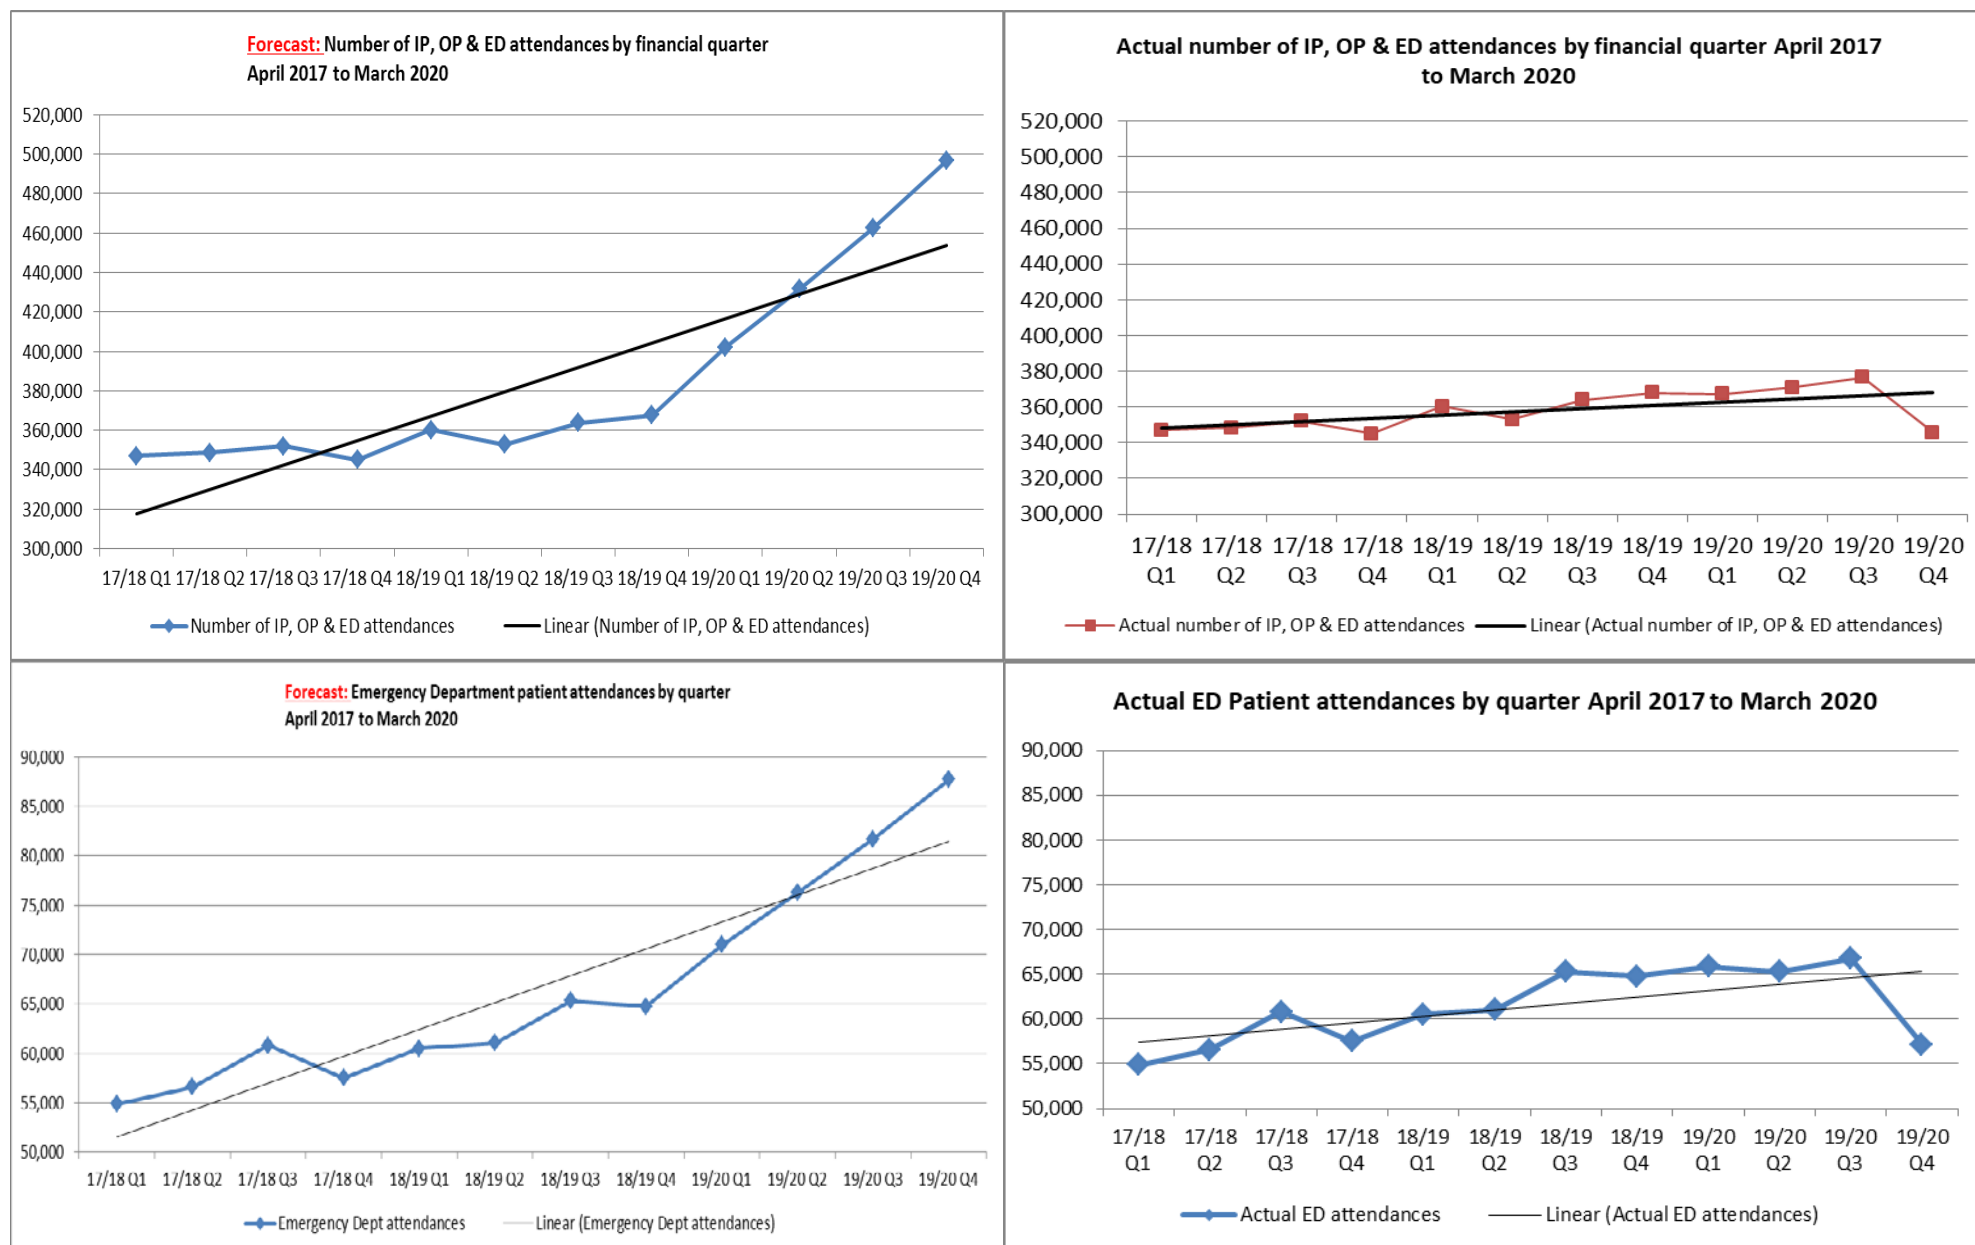 Forecast: Number of IP, OP & ED attendances by financial quarter
April 2017 to March 2020
520,000
500,000
480,000
460,000
440,000
420,000
400,000
380,000
360,000
340,000
320,000
300,000
17/18 Q1 17/18 Q2 17/18 Q3 17/18 Q4 18/19 Q1 18/19 Q2 18/19 Q3 18/19 Q4 19/20 Q1 19/20 Q2 19/20 Q3 19/20 Q4
Number of IP, OP & ED attendances Linear (Number of IP, OP & ED attendances)
Actual number of IP, OP & ED attendances by financial quarter April 2017
to March 2020
520,000
500,000
480,000
460,000
440,000
420,000
400,000
380,000
360,000
340,000
320,000
300,000
17/18 17/18 17/18 17/18 18/19 18/19 18/19 18/19 19/20 19/20 19/20 19/20
Q1 Q2 Q3 Q4 Q1 Q2 Q3 Q4 Q1 Q2 Q3 Q4
Actual number of IP, OP & ED attendances Linear (Actual number of IP, OP & ED attendances)
Forecast: Emergency Department patient attendances by quarter
April 2017 to March 2020
90,000
85,000
80,000
75,000
70,000
65,000
60,000
55,000
50,000
17/18 Q1 17/18 Q2 17/18 Q3 17/18 Q4 18/19 Q1 18/19 Q2 18/19 Q3 18/19 Q4 19/20 Q1 19/20 Q2 19/20 Q3 19/20 Q4
Emergency Dept attendances Linear (Emergency Dept attendances)
Actual ED Patient attendances by quarter April 2017 to March 2020
90,000
85,000
80,000
75,000
70,000
65,000
60,000
55,000
50,000
17/18 17/18 17/18 17/18 18/19 18/19 18/19 18/19 19/20 19/20 19/20 19/20
Q1 Q2 Q3 Q4 Q1 Q2 Q3 Q4 Q1 Q2 Q3 Q4
Actual ED attendances Linear (Actual ED attendances)